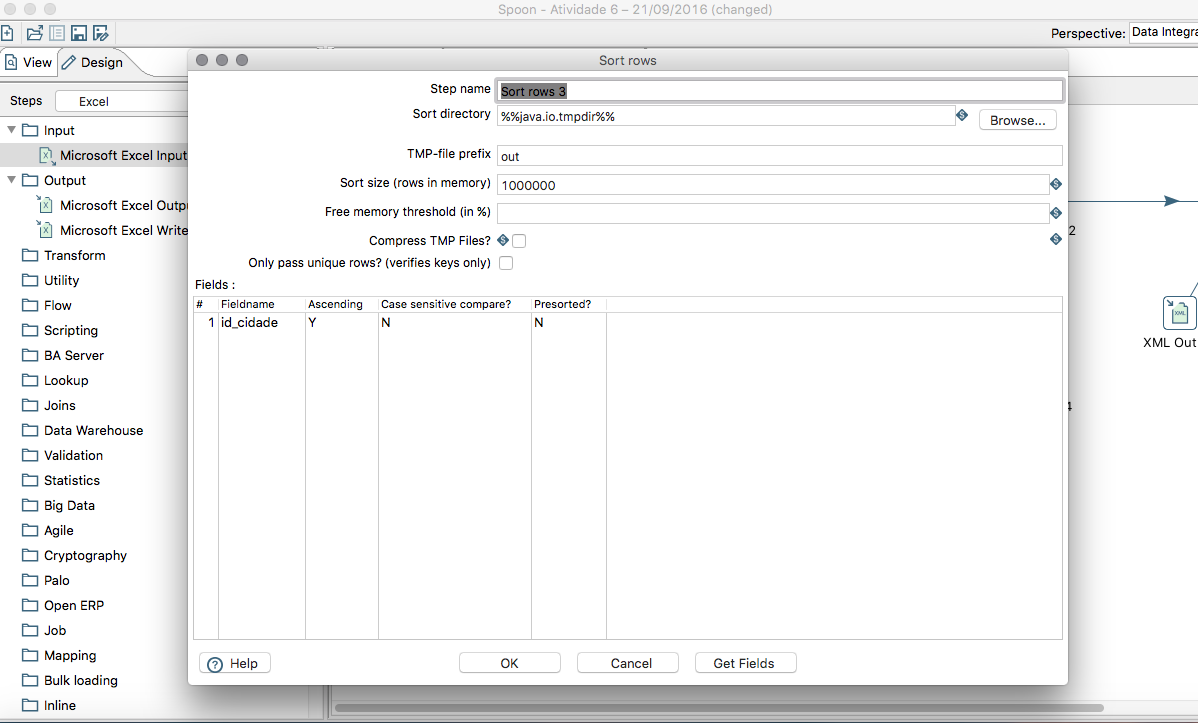 Spoon - Atividade 6 – 21/09/2016 (changed)
Perspective: Data Integra
View Design
Steps Excel
Input
Microsoft Excel Input
Output
Microsoft Excel Outp
Microsoft Excel Write
Transform
Utility
Flow
Scripting
BA Server
Lookup
Joins
Data Warehouse
Validation
Statistics
Big Data
Agile
Cryptography
Palo
Open ERP
Job
Mapping
Bulk loading
Inline
Sort rows
Step name Sort rows 3
Sort directory %%java.io.tmpdir%% Browse...
TMP-file prefix out
Sort size (rows in memory) 1000000
Free memory threshold (in %)
Compress TMP Files?
Only pass unique rows? (verifies keys only)
Fields :
# Fieldname Ascending Case sensitive compare? Presorted?
1 id_cidade Y N N
Help OK Cancel Get Fields
2
XML
XML Out
4